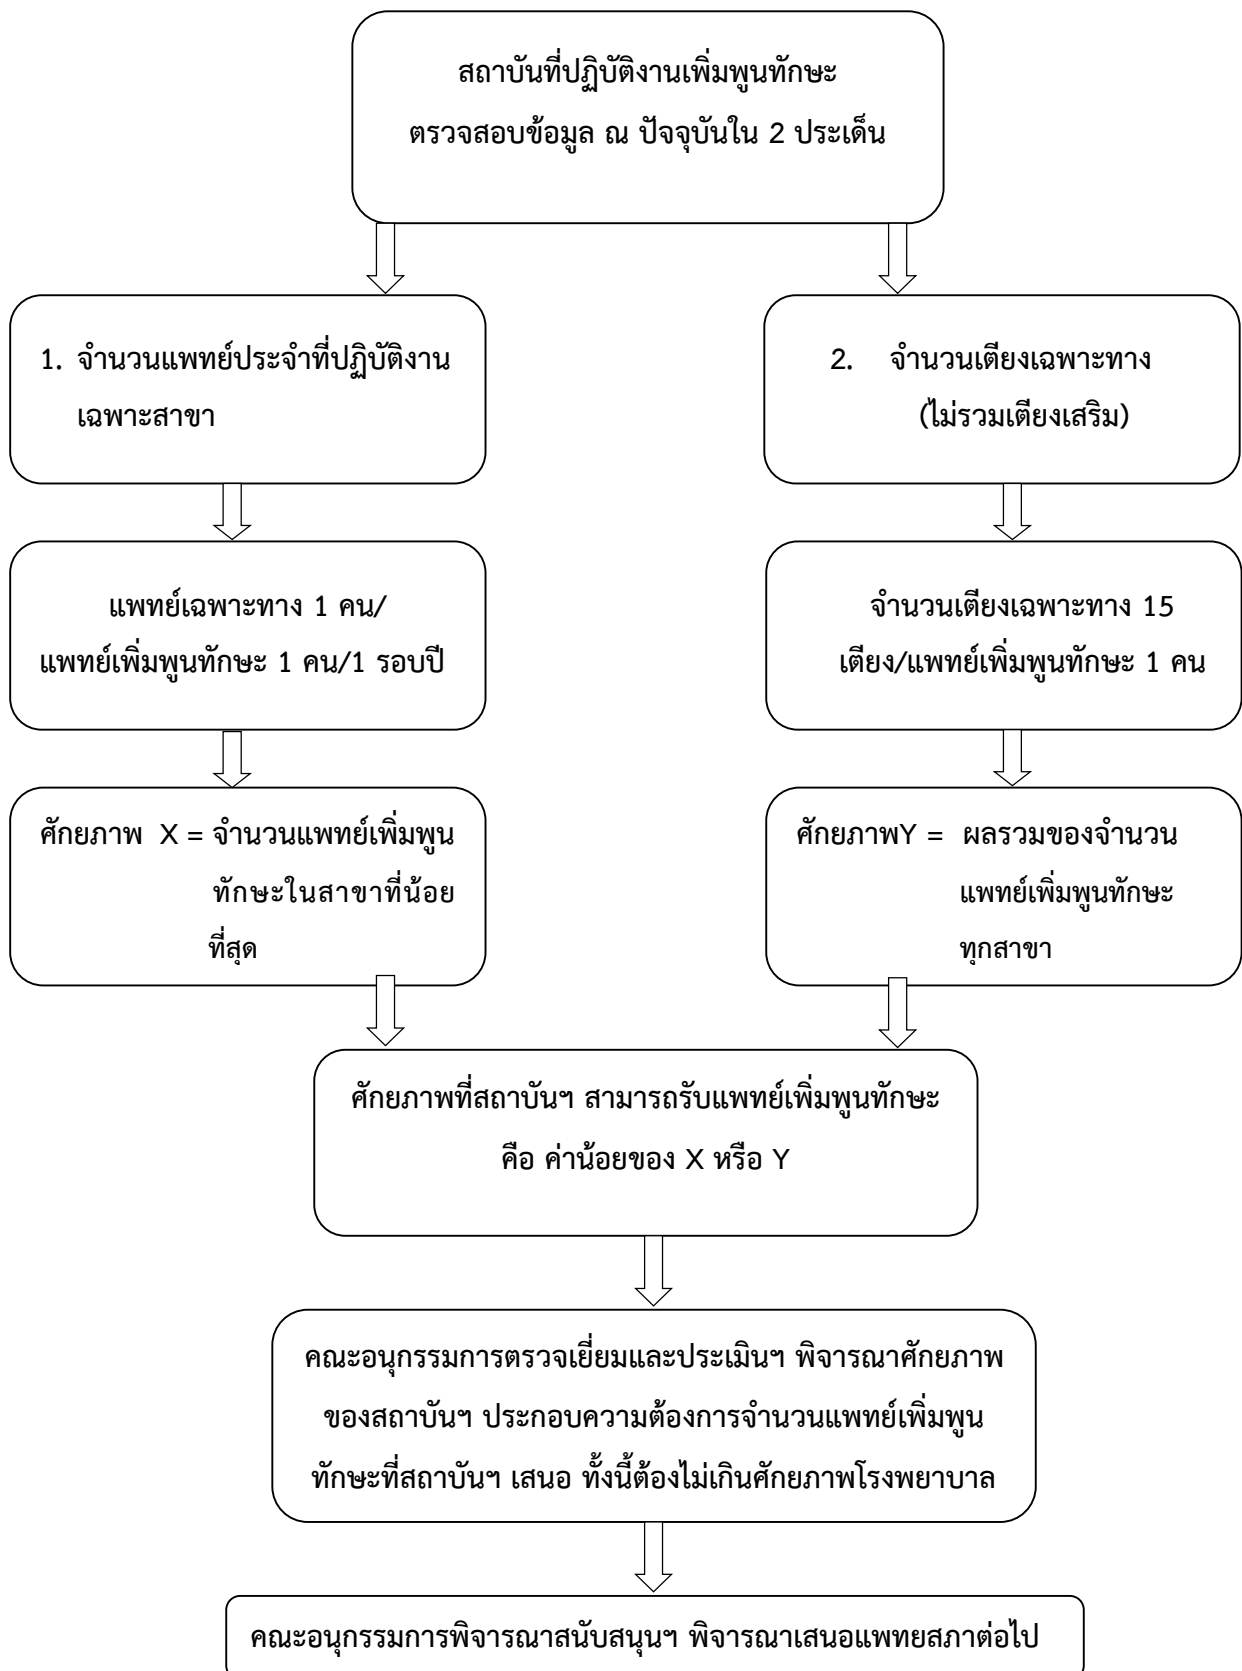 สถาบันที่ปฏิบัติงานเพิ่มพูนทักษะ
ตรวจสอบข้อมูล ณ ปัจจุบันใน 2 ประเด็น
1. จำนวนแพทย์ประจำที่ปฏิบัติงาน
เฉพาะสาขา
2. จำนวนเตียงเฉพาะทาง
(ไม่รวมเตียงเสริม)
แพทย์เฉพาะทาง 1 คน/
แพทย์เพิ่มพูนทักษะ 1 คน/1 รอบปี
จำนวนเตียงเฉพาะทาง 15
เตียง/แพทย์เพิ่มพูนทักษะ 1 คน
ศักยภาพ X = จำนวนแพทย์เพิ่มพูน
ทักษะในสาขาที่น้อย
ที่สุด
ศักยภาพY = ผลรวมของจำนวน
แพทย์เพิ่มพูนทักษะ
ทุกสาขา
ศักยภาพที่สถาบันฯ สามารถรับแพทย์เพิ่มพูนทักษะ
คือ ค่าน้อยของ X หรือ Y
คณะอนุกรรมการตรวจเยี่ยมและประเมินฯ พิจารณาศักยภาพ
ของสถาบันฯ ประกอบความต้องการจำนวนแพทย์เพิ่มพูน
ทักษะที่สถาบันฯ เสนอ ทั้งนี้ต้องไม่เกินศักยภาพโรงพยาบาล
คณะอนุกรรมการพิจารณาสนับสนุนฯ พิจารณาเสนอแพทยสภาต่อไป